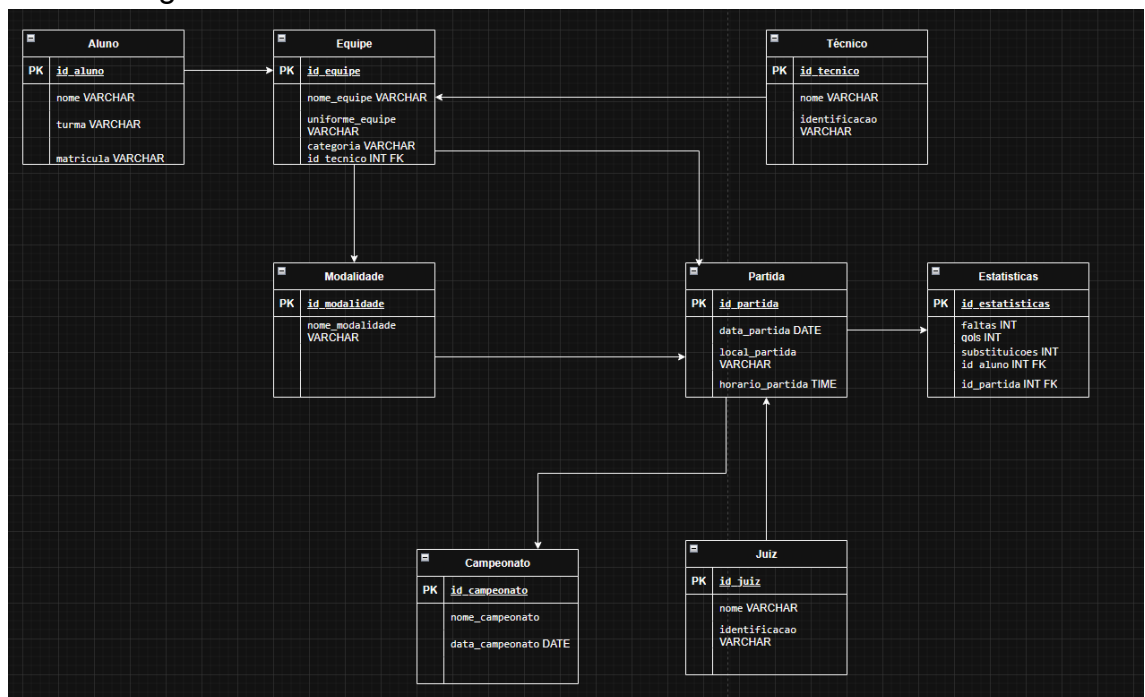 Aluno
PK id_aluno
nome VARCHAR
turma VARCHAR
matricula VARCHAR
Equipe
PK id_equipe
nome_equipe VARCHAR
uniforme_equipe
VARCHAR
categoria VARCHAR
id_tecnico INT FK
Técnico
PK id_tecnico
nome VARCHAR
identificacao
VARCHAR
Modalidade
PK id_modalidade
nome_modalidade
VARCHAR
Partida
PK id_partida
data_partida DATE
local_partida
VARCHAR
horario_partida TIME
Estatisticas
PK id_estatisticas
faltas INT
gols INT
substituicoes INT
id_aluno INT FK
id_partida INT FK
Campeonato
PK id_campeonato
nome_campeonato
data_campeonato DATE
Juiz
PK id_juiz
nome VARCHAR
identificacao
VARCHAR